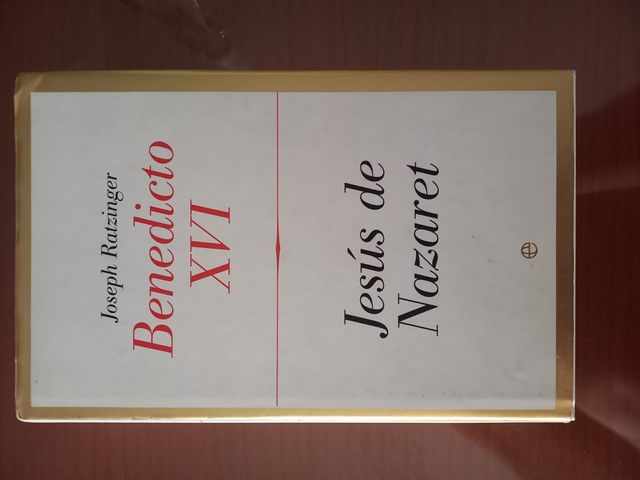 Joseph Ratzinger
Benedicto
XVI
Jesús de
Nazaret